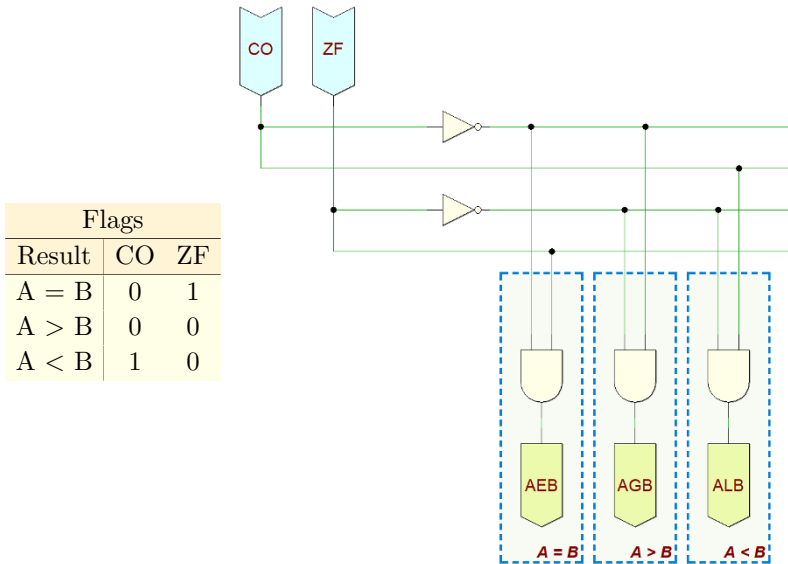 CO ZF
Flags
Result CO ZF
A = B 0 1
A > B 0 0
A < B 1 0
AEB AGB ALB
A = B A > B A < B